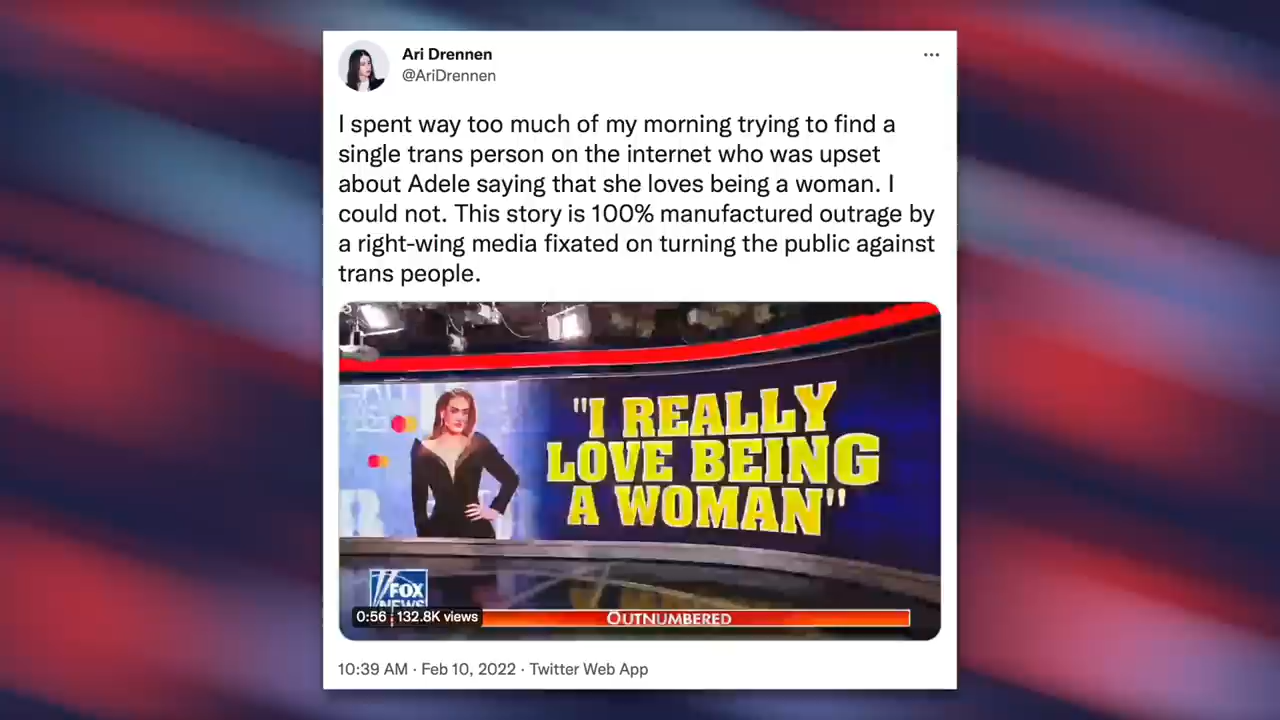 Ari Drennen
@AriDrennen
I spent way too much of my morning trying to find a
single trans person on the internet who was upset
about Adele saying that she loves being a woman. I
could not. This story is 100% manufactured outrage by
a right-wing media fixated on turning the public against
trans people.
"I REALLY
LOVE BEING
A WOMAN"
FOX
NEWS
0:56 132.8K views
OUTNUMBERED
10:39 AM · Feb 10, 2022 · Twitter Web App